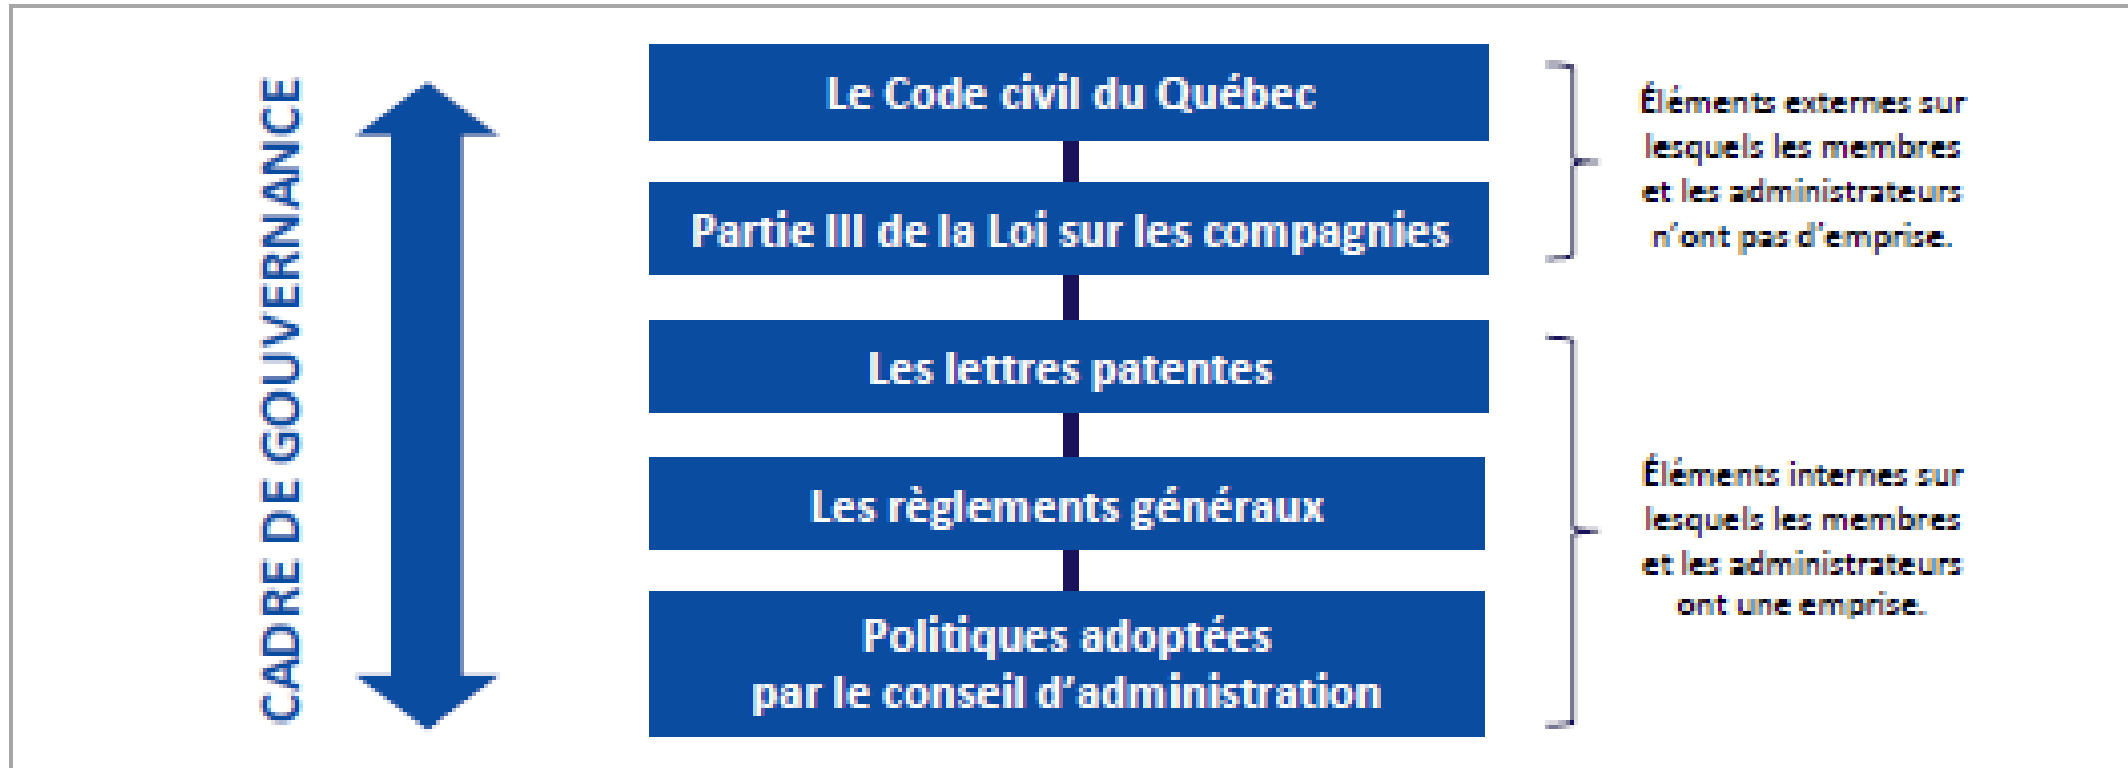 CADRE DE GOUVERNANCE
Le Code civil du Québec
Partie III de la Loi sur les compagnies
Les lettres patentes
Les règlements généraux
Politiques adoptées
par le conseil d'administration
Éléments externes sur
lesquels les membres
et les administrateurs
n'ont pas d'emprise.
Éléments internes sur
lesquels les membres
et les administrateurs
ont une emprise.